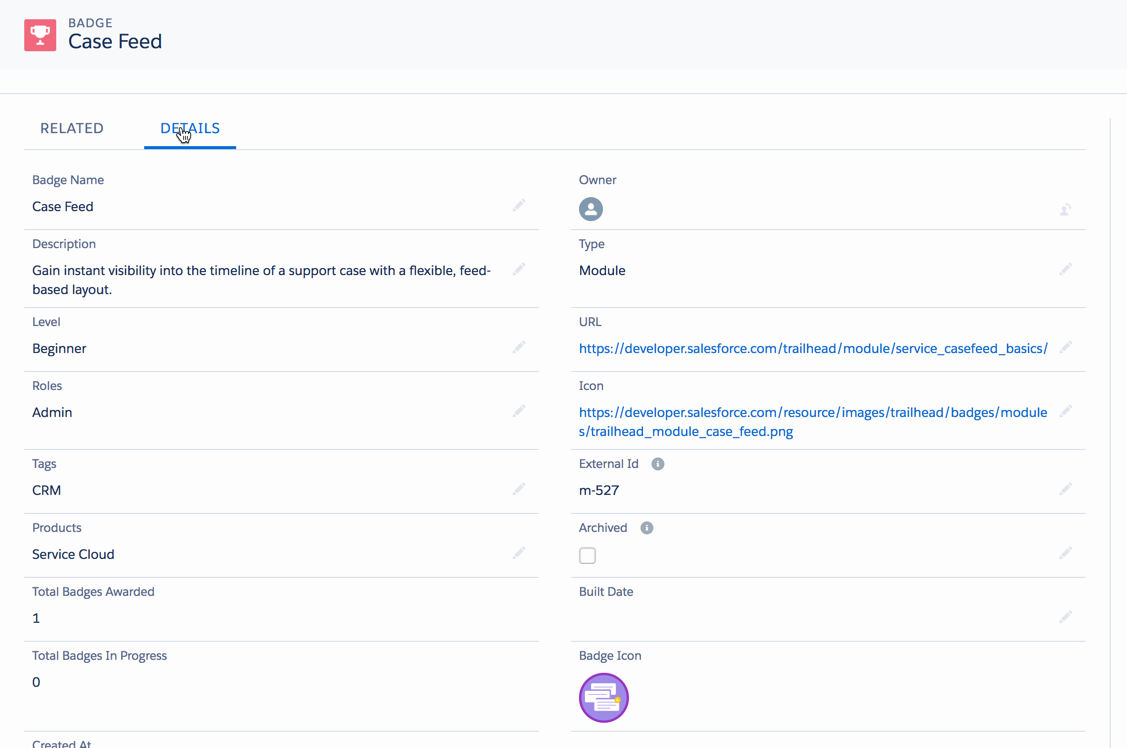 BADGE
Case Feed
RELATED
DETAILS
Badge Name
Case Feed
Owner
Description
Gain instant visibility into the timeline of a support case with a flexible, feed-
based layout.
Type
Module
Level
Beginner
URL
https://developer.salesforce.com/trailhead/module/service_casefeed_basics/
Roles
Admin
Icon
https://developer.salesforce.com/resource/images/trailhead/badges/module
s/trailhead_module_case_feed.png
Tags
CRM
External Id
m-527
Products
Service Cloud
Archived
Total Badges Awarded
1
Built Date
Total Badges In Progress
0
Badge Icon
Created At